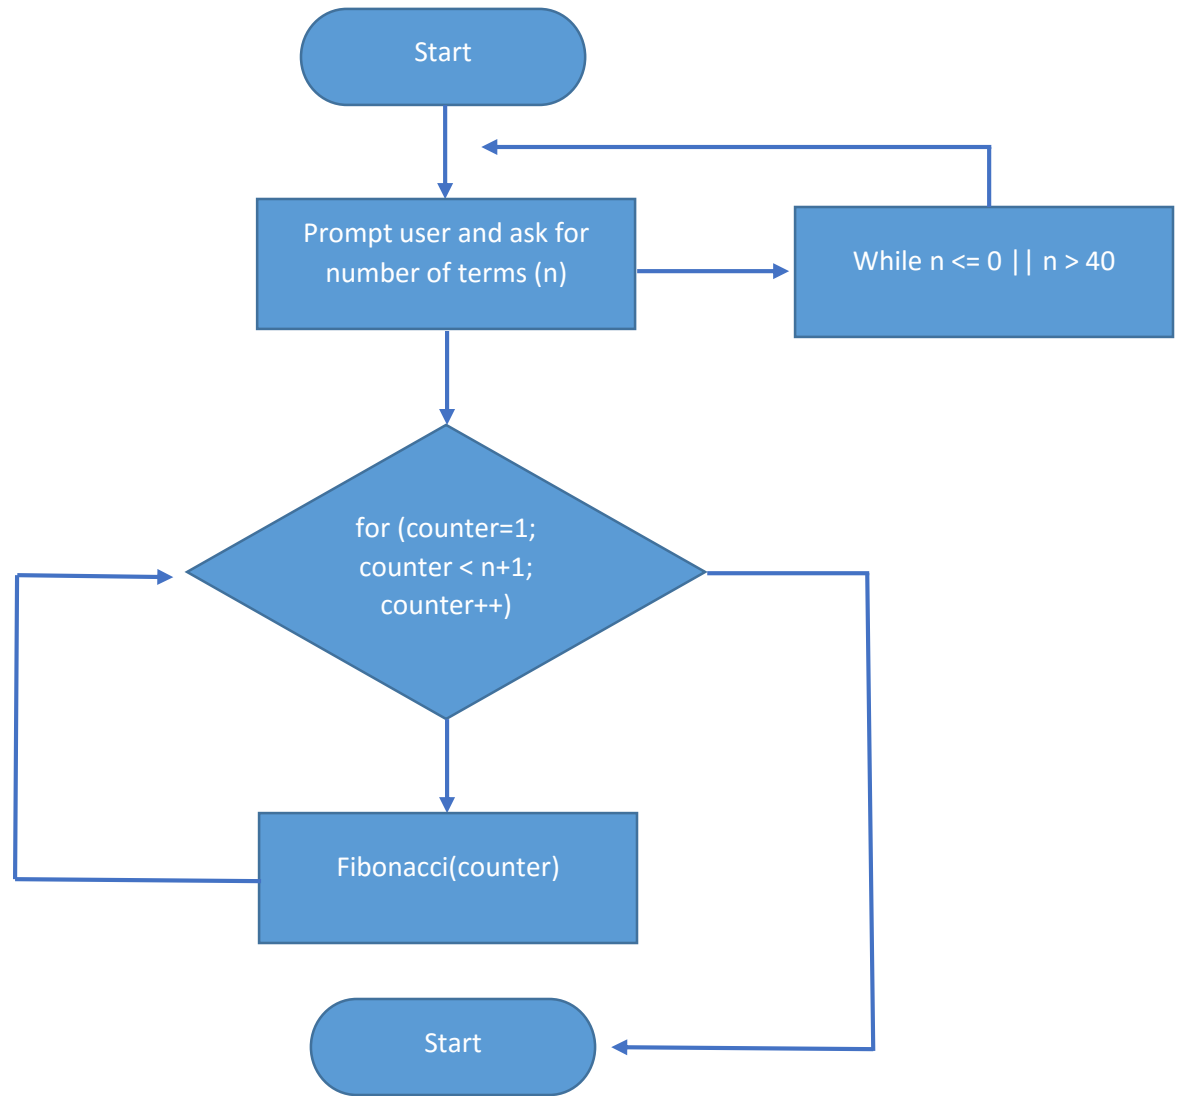 Start
Prompt user and ask for
number of terms (n)
While n <= 0 || n > 40
for (counter=1;
counter < n+1;
counter++)
Fibonacci(counter)
Start